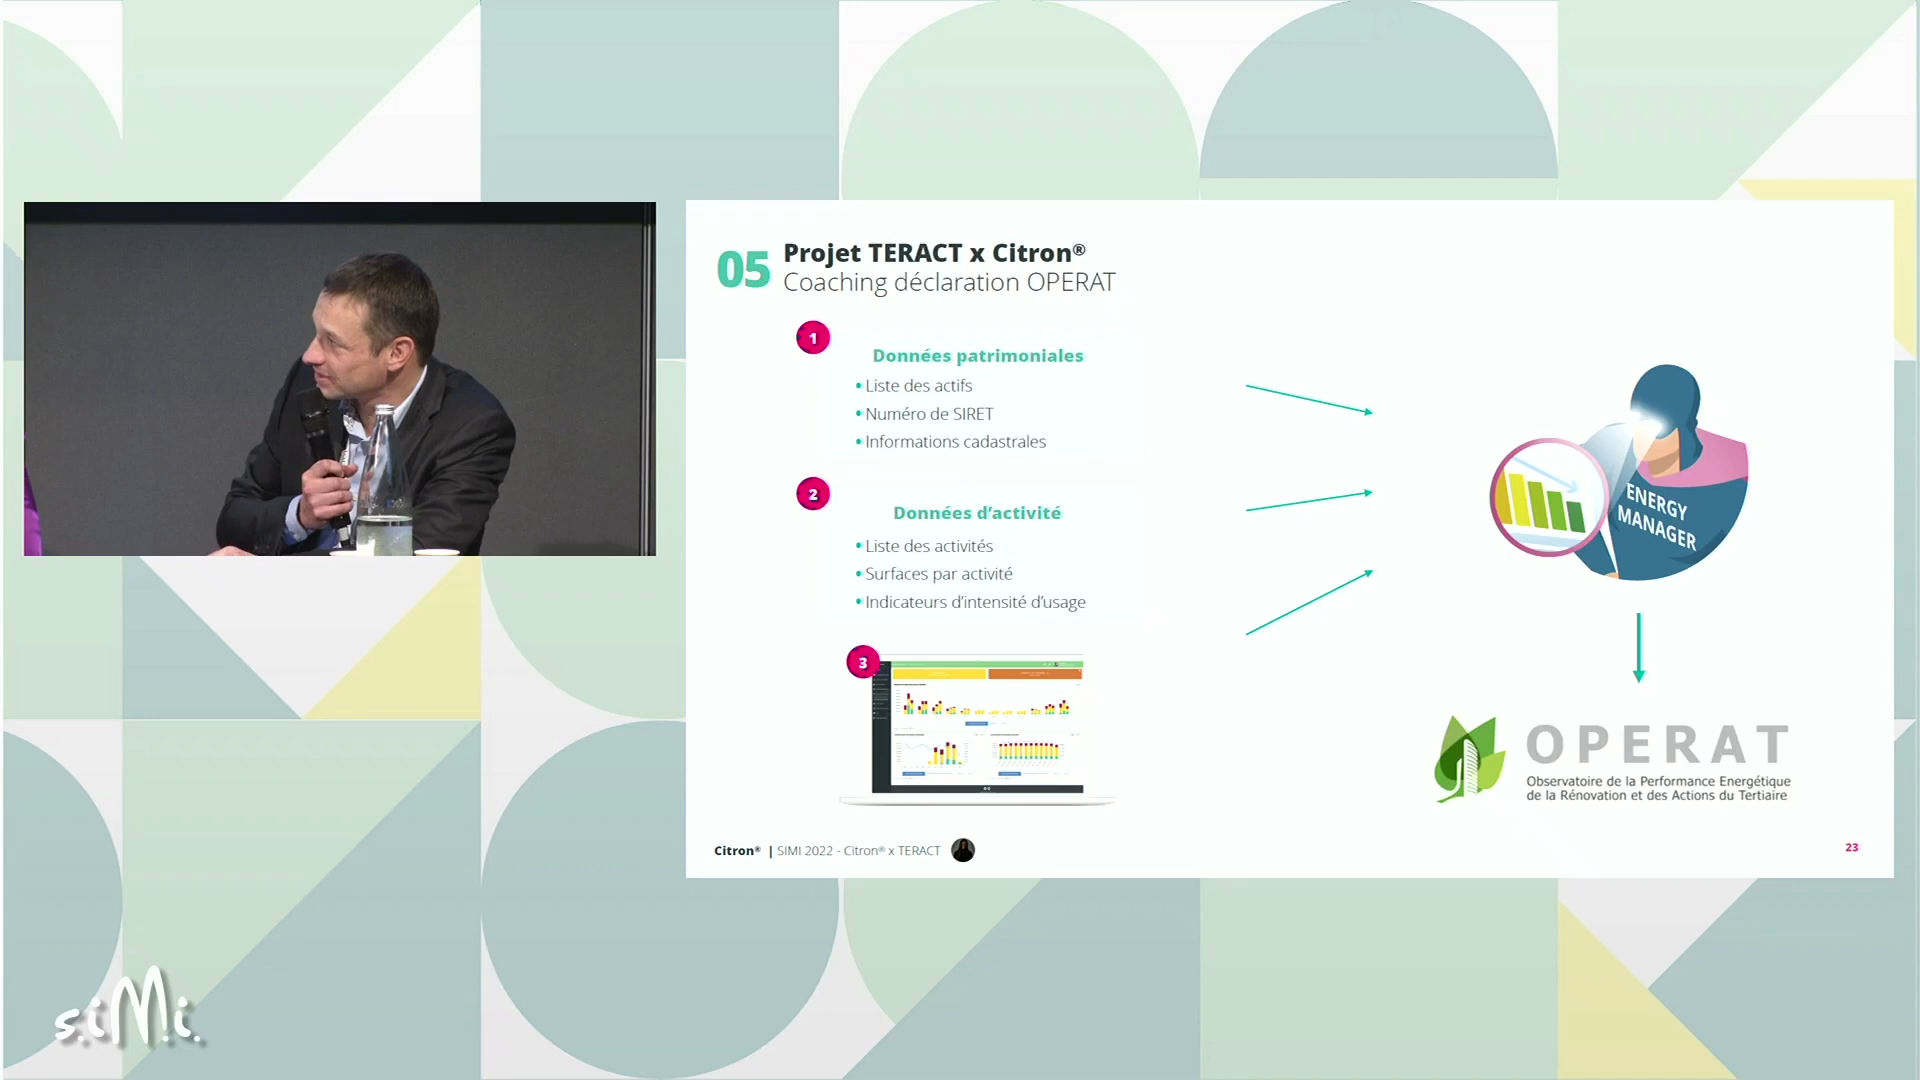 05
Projet TERACT x Citron®
Coaching déclaration OPERAT
1
Données patrimoniales
• Liste des actifs
• Numéro de SIRET
• Informations cadastrales
2
Données d’activité
• Liste des activités
• Surfaces par activité
• Indicateurs d’intensité d’usage
3
ENERGY
MANAGER
OPERAT
Observatoire de la Performance Energétique
de la Rénovation et des Actions du Tertiaire
Citron® | SIMI 2022 - Citron® x TERACT
23
s.iMi.